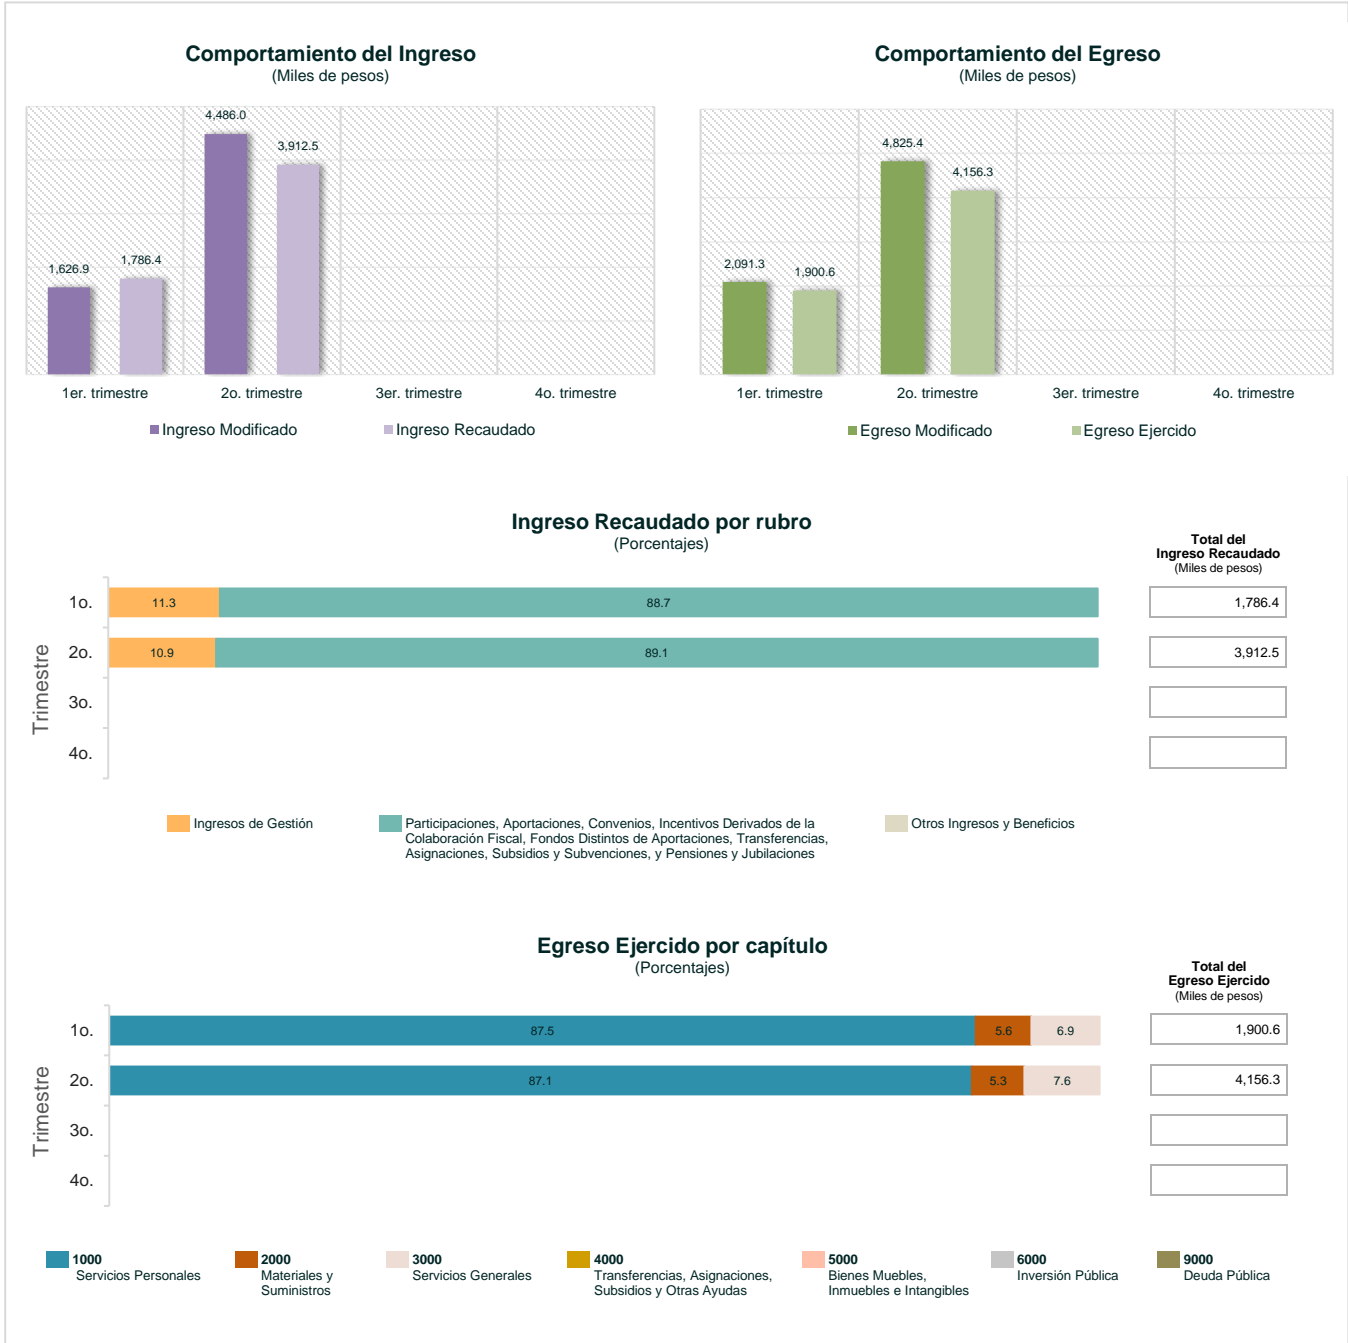 Comportamiento del Ingreso
(Miles de pesos)
4,486.0
3,912.5
1,626.9
1,786.4
1er. trimestre
2o. trimestre
3er. trimestre
4o. trimestre
Ingreso Modificado
Ingreso Recaudado
Comportamiento del Egreso
(Miles de pesos)
4,825.4
4,156.3
2,091.3
1,900.6
1er. trimestre
2o. trimestre
3er. trimestre
4o. trimestre
Egreso Modificado
Egreso Ejercido
Ingreso Recaudado por rubro
(Porcentajes)
Total del
Ingreso Recaudado
(Miles de pesos)
Trimestre
1o.
11.3
88.7
1,786.4
2o.
10.9
89.1
3,912.5
3o.
4o.
Ingresos de Gestión
Participaciones, Aportaciones, Convenios, Incentivos Derivados de la
Colaboración Fiscal, Fondos Distintos de Aportaciones, Transferencias,
Asignaciones, Subsidios y Subvenciones, y Pensiones y Jubilaciones
Otros Ingresos y Beneficios
Egreso Ejercido por capítulo
(Porcentajes)
Total del
Egreso Ejercido
(Miles de pesos)
Trimestre
1o.
87.5
5.6
6.9
1,900.6
2o.
87.1
5.3
7.6
4,156.3
3o.
4o.
1000
Servicios Personales
2000
Materiales y
Suministros
3000
Servicios Generales
4000
Transferencias, Asignaciones,
Subsidios y Otras Ayudas
5000
Bienes Muebles,
Inmuebles e Intangibles
6000
Inversión Pública
9000
Deuda Pública